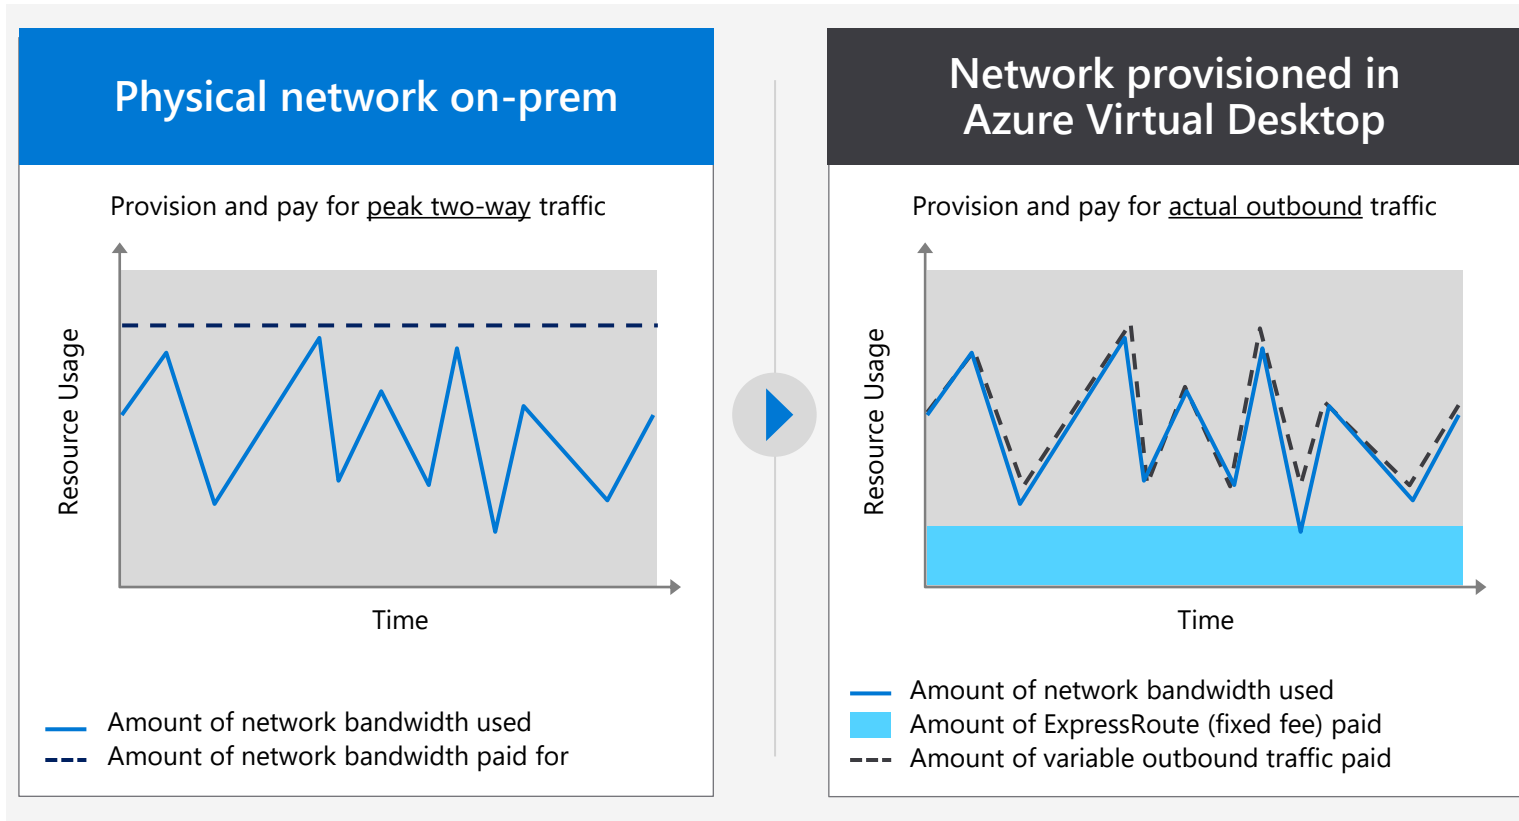 Physical network on-prem
Provision and pay for peak two-way traffic
Resource Usage
Time
Amount of network bandwidth used
Amount of network bandwidth paid for
Network provisioned in
Azure Virtual Desktop
Provision and pay for actual outbound traffic
Resource Usage
Time
Amount of network bandwidth used
Amount of ExpressRoute (fixed fee) paid
Amount of variable outbound traffic paid